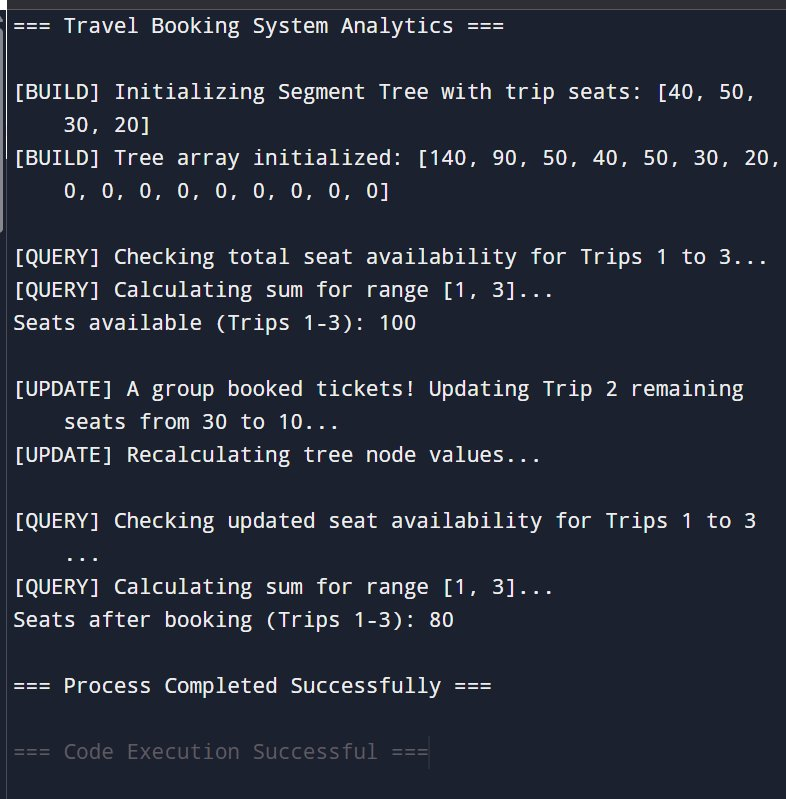 === Travel Booking System Analytics ===
[BUILD] Initializing Segment Tree with trip seats: [40, 50,
30, 20]
[BUILD] Tree array initialized: [140, 90, 50, 40, 50, 30, 20,
0, 0, 0, 0, 0, 0, 0, 0, 0]
[QUERY] Checking total seat availability for Trips 1 to 3...
[QUERY] Calculating sum for range [1, 3]...
Seats available (Trips 1-3): 100
[UPDATE] A group booked tickets! Updating Trip 2 remaining
seats from 30 to 10...
[UPDATE] Recalculating tree node values...
[QUERY] Checking updated seat availability for Trips 1 to 3
...
[QUERY] Calculating sum for range [1, 3]...
Seats after booking (Trips 1-3): 80
=== Process Completed Successfully ===
=== Code Execution Successful ===